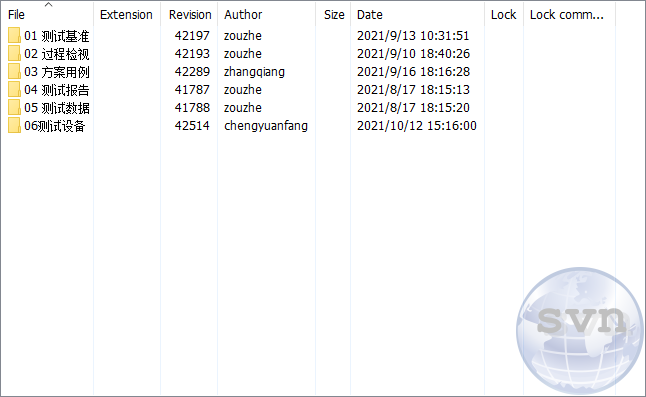 File Extension Revision Author Size Date Lock Lock comm...
01 测试基准 42197 zouzhe 2021/9/13 10:31:51
02 过程检视 42193 zouzhe 2021/9/10 18:40:26
03 方案用例 42289 zhangqiang 2021/9/16 18:16:28
04 测试报告 41787 zouzhe 2021/8/17 18:15:13
05 测试数据 41788 zouzhe 2021/8/17 18:15:20
06测试设备 42514 chengyuanfang 2021/10/12 15:16:00
svn